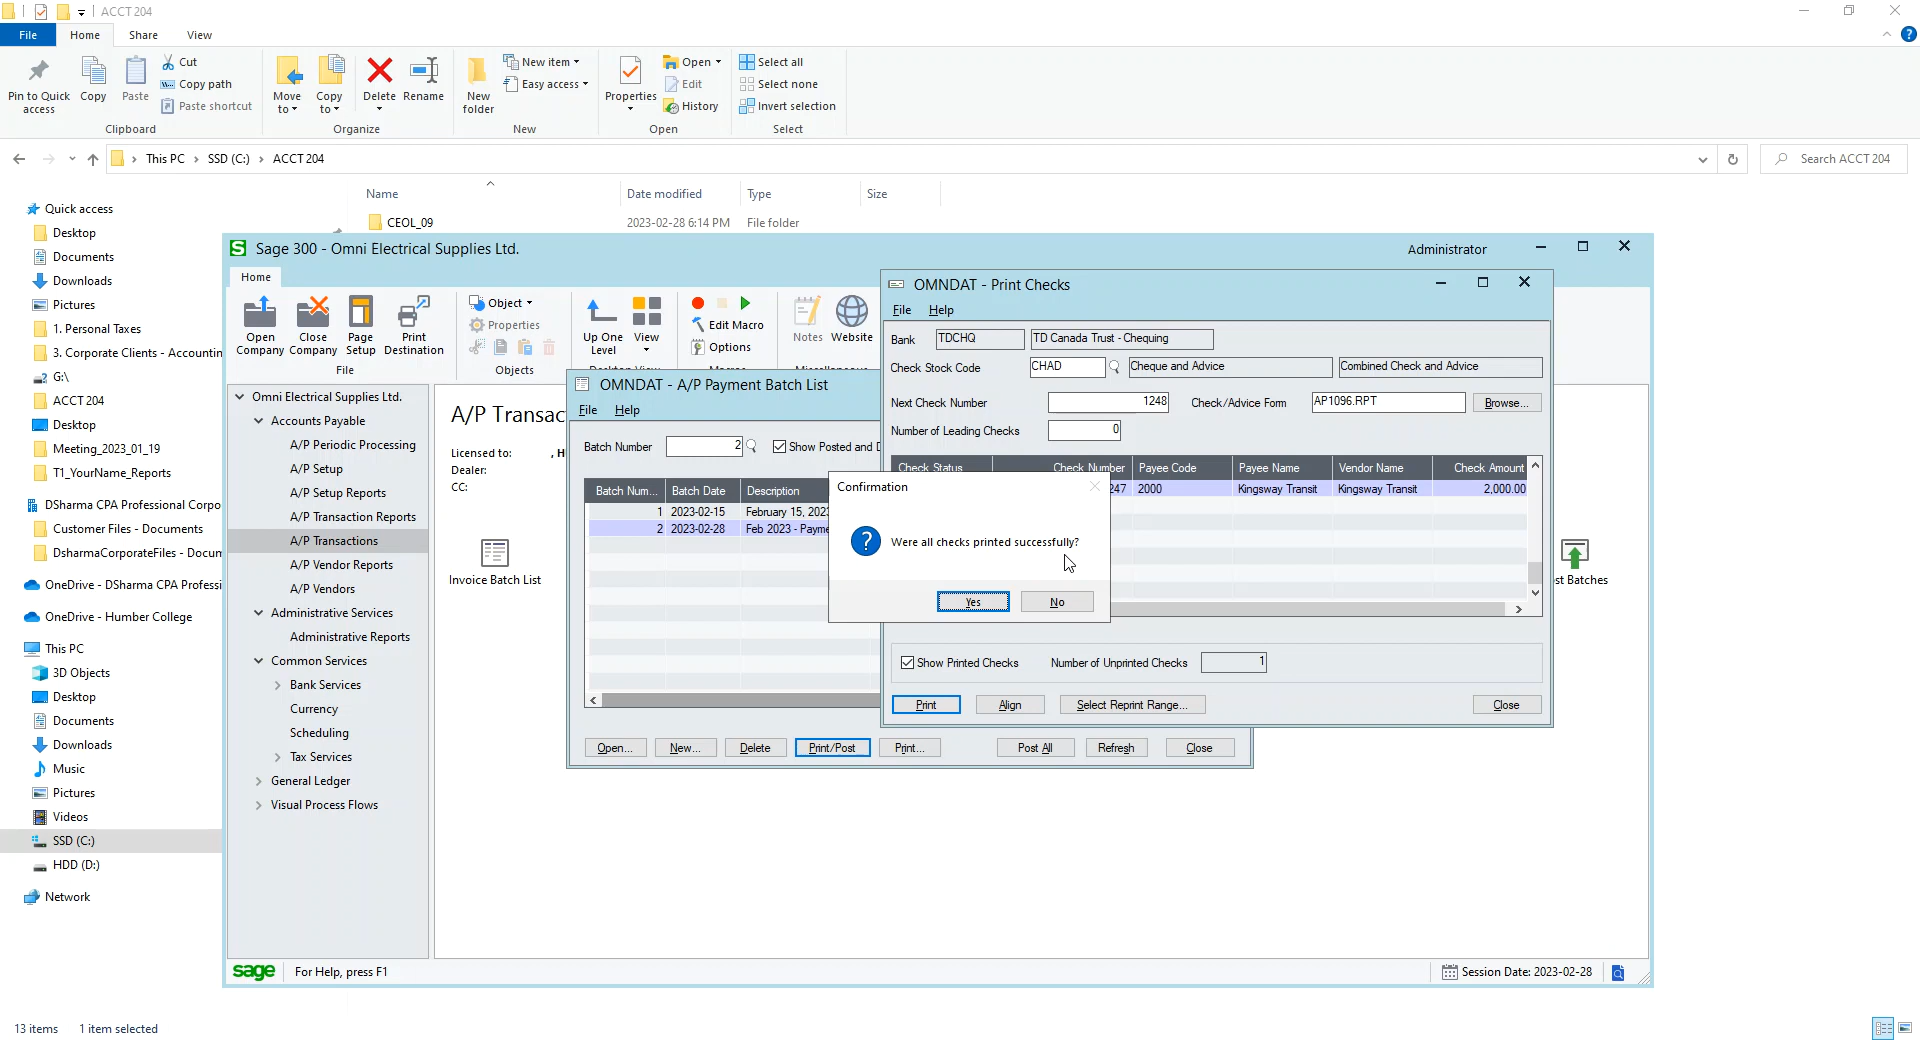 ACCT 204
File
Home
Share
View
Pin to Quick access
Copy
Paste
Cut
Copy path
Paste shortcut
Clipboard
Move to
Copy to
Delete
Rename
Organize
New folder
New item
Easy access
New
Properties
Open
Edit
History
Open
Select all
Select none
Invert selection
Select
This PC
SSD (C:)
ACCT 204
Search ACCT 204
Name
Date modified
Type
Size
CEOL_09
2023-02-28 6:14 PM
File folder
Quick access
Desktop
Documents
Downloads
Pictures
1. Personal Taxes
3. Corporate Clients - Accountin
G:\
ACCT 204
Desktop
Meeting_2023_01_19
T1_YourName_Reports
DSharma CPA Professional Corpo
Customer Files - Documents
DsharmaCorporateFiles - Docum
OneDrive - DSharma CPA Professi
OneDrive - Humber College
This PC
3D Objects
Desktop
Documents
Downloads
Music
Pictures
Videos
SSD (C:)
HDD (D:)
Network
13 items
1 item selected
Sage 300 - Omni Electrical Supplies Ltd.
Administrator
Home
Open Company
Close Company
Page Setup
Print Destination
File
Object
Properties
Objects
Up One Level
View
Edit Macro
Options
Notes
Website
Omni Electrical Supplies Ltd.
Accounts Payable
A/P Periodic Processing
A/P Setup
A/P Setup Reports
A/P Transaction Reports
A/P Transactions
A/P Vendor Reports
A/P Vendors
Administrative Services
Administrative Reports
Common Services
Bank Services
Currency
Scheduling
Tax Services
General Ledger
Visual Process Flows
A/P Transac
Licensed to: , H
Dealer:
CC:
Invoice Batch List
st Batches
sage
For Help, press F1
Session Date: 2023-02-28
OMNDAT - A/P Payment Batch List
File
Help
Batch Number
2
Show Posted and D
Batch Num...
Batch Date
Description
1
2023-02-15
February 15, 202
2
2023-02-28
Feb 2023 - Payme
Open...
New...
Delete
Print/Post
Print...
Post All
Refresh
Close
OMNDAT - Print Checks
File
Help
Bank
TDCHQ
TD Canada Trust - Chequing
Check Stock Code
CHAD
Cheque and Advice
Combined Check and Advice
Next Check Number
1248
Check/Advice Form
AP1096.RPT
Browse...
Number of Leading Checks
0
Check Status
Check Number
Payee Code
Payee Name
Vendor Name
Check Amount
247
2000
Kingsway Transit
Kingsway Transit
2,000.00
Show Printed Checks
Number of Unprinted Checks
1
Print
Align
Select Reprint Range...
Close
Confirmation
Were all checks printed successfully?
Yes
No